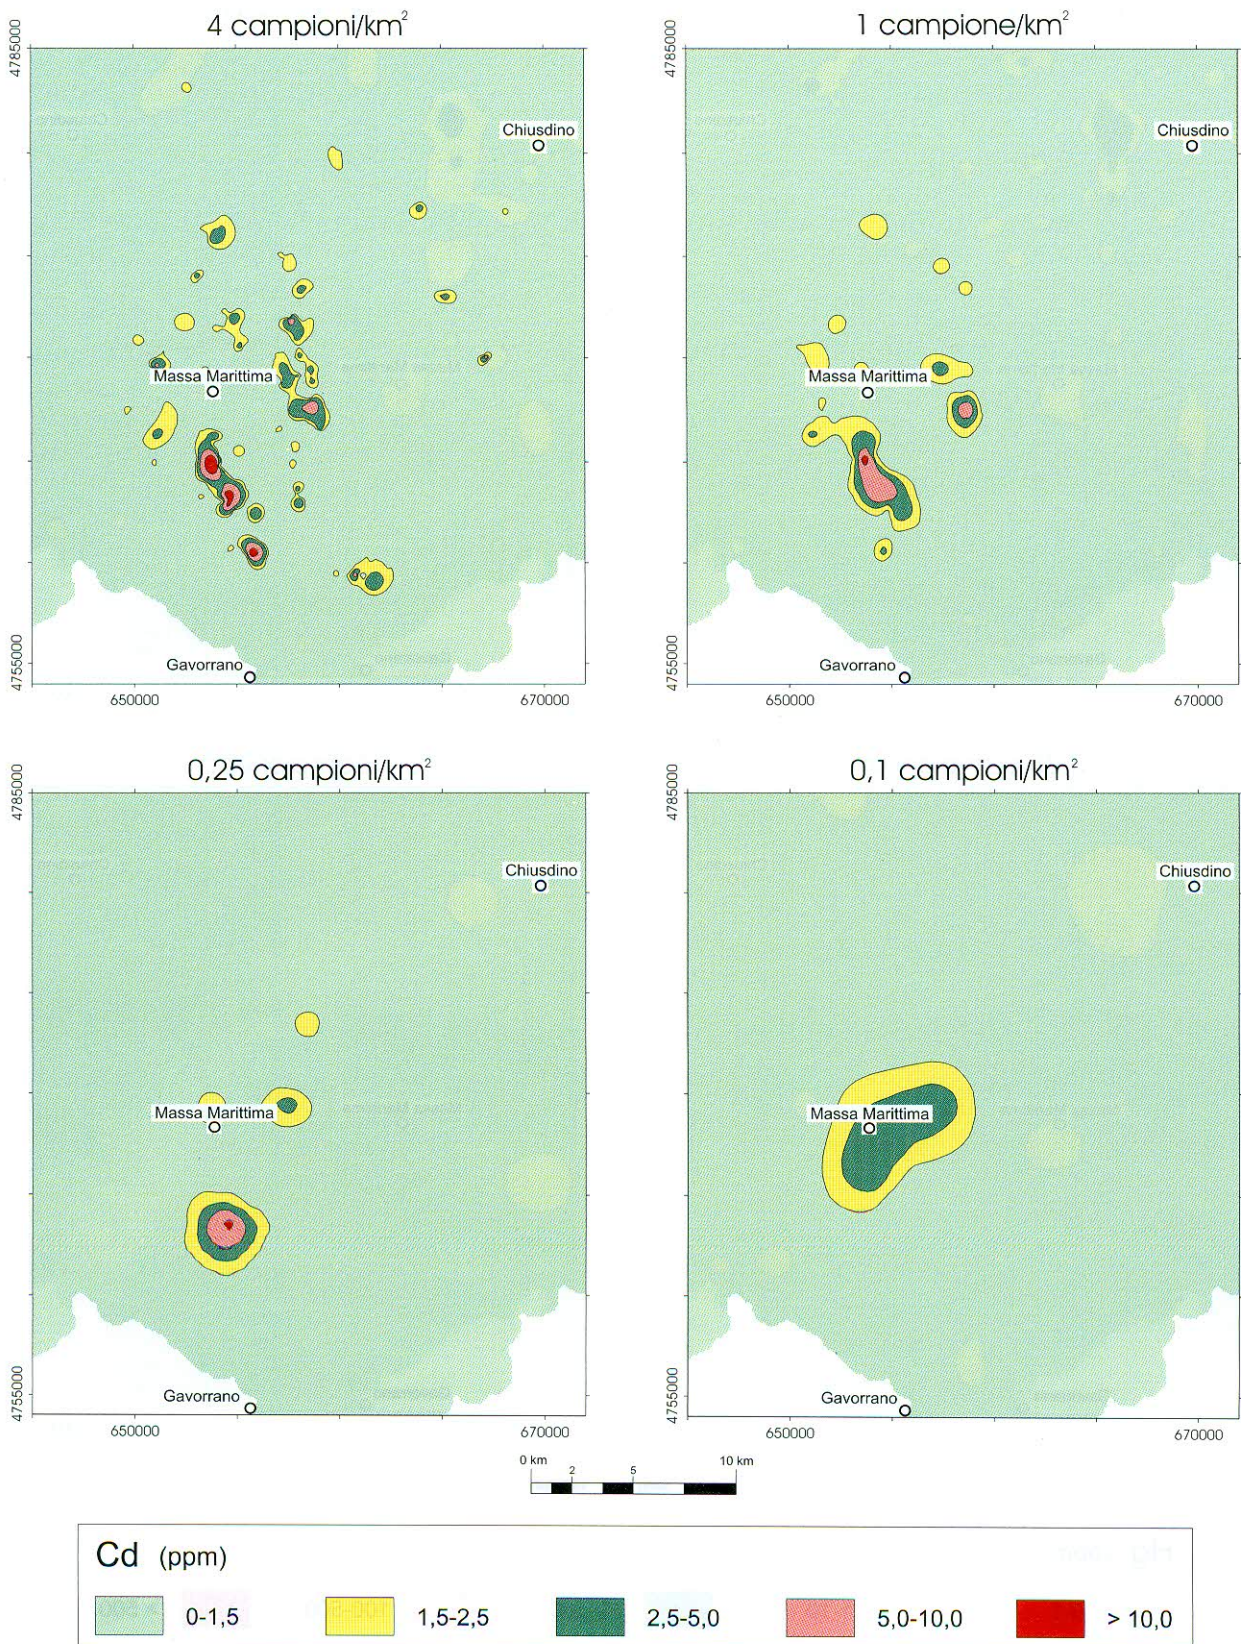 4 campioni/km²
4785000
Chiusdino
Massa Marittima
Gavorrano
4755000
650000
670000
1 campione/km²
4785000
Chiusdino
Massa Marittima
Gavorrano
4755000
650000
670000
0,25 campioni/km²
4785000
Chiusdino
Massa Marittima
Gavorrano
4755000
650000
670000
0,1 campioni/km²
4785000
Chiusdino
Massa Marittima
Gavorrano
4755000
650000
670000
0 km 2 5 10 km
Cd (ppm)
0-1,5 1,5-2,5 2,5-5,0 5,0-10,0 > 10,0